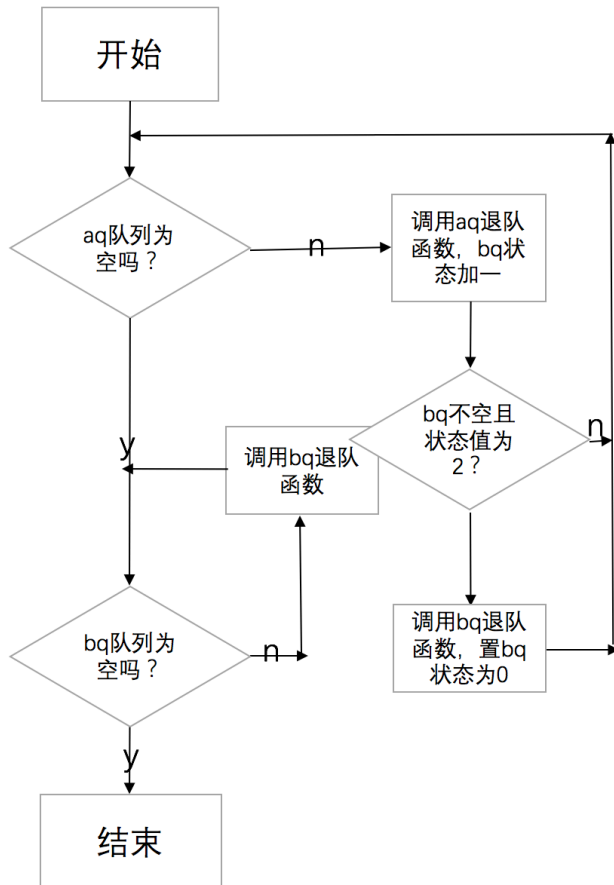 开始
aq队列为
空吗？
n
调用aq退队
函数，bq状
态加一
bq不空且
状态值为
2？
n
y
调用bq退队
函数
bq队列为
空吗？
n
调用bq退队
函数，置bq
状态为0
y
结束